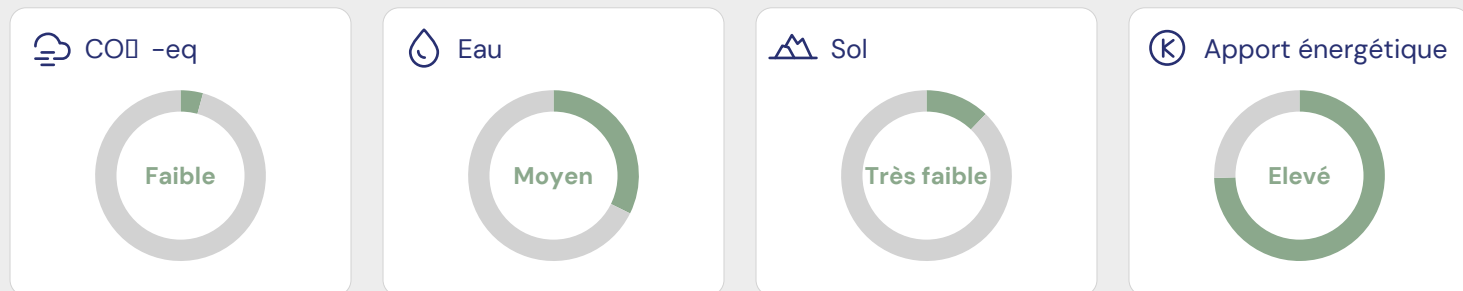 CO▯ -eq
Faible
Eau
Moyen
Sol
Très faible
Apport énergétique
Elevé